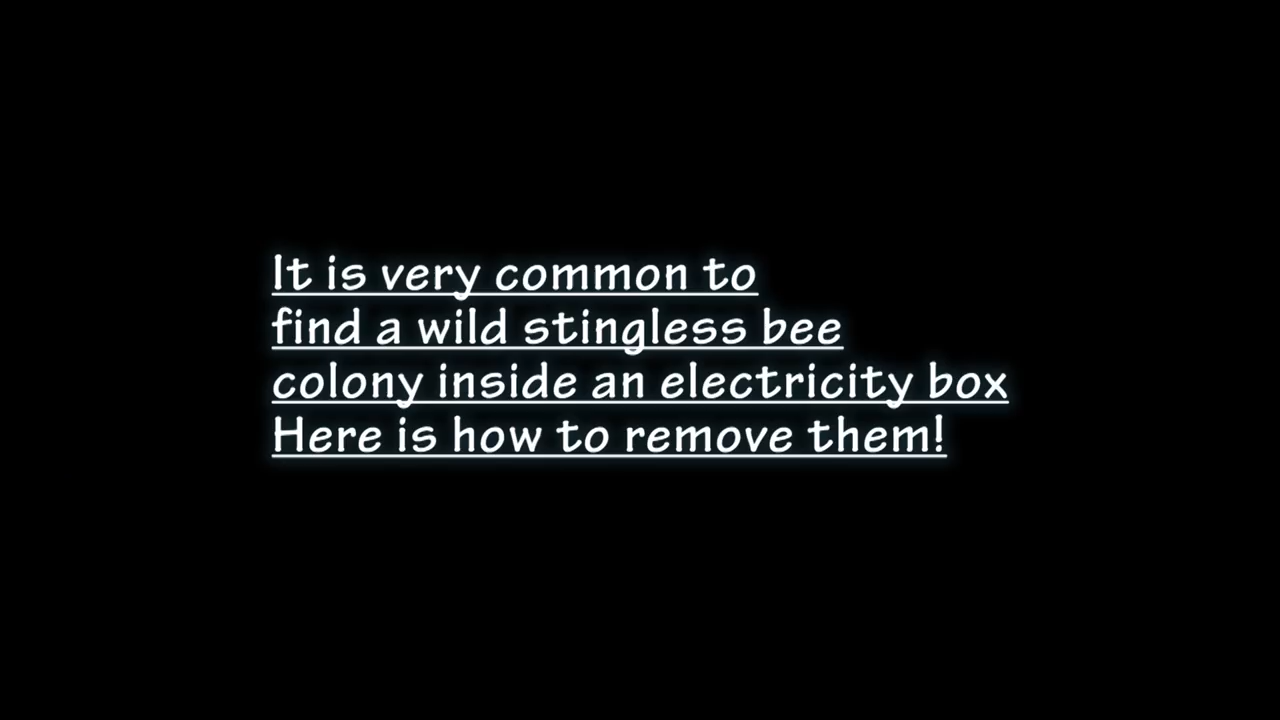 It is very common to
find a wild stingless bee
colony inside an electricity box
Here is how to remove them!